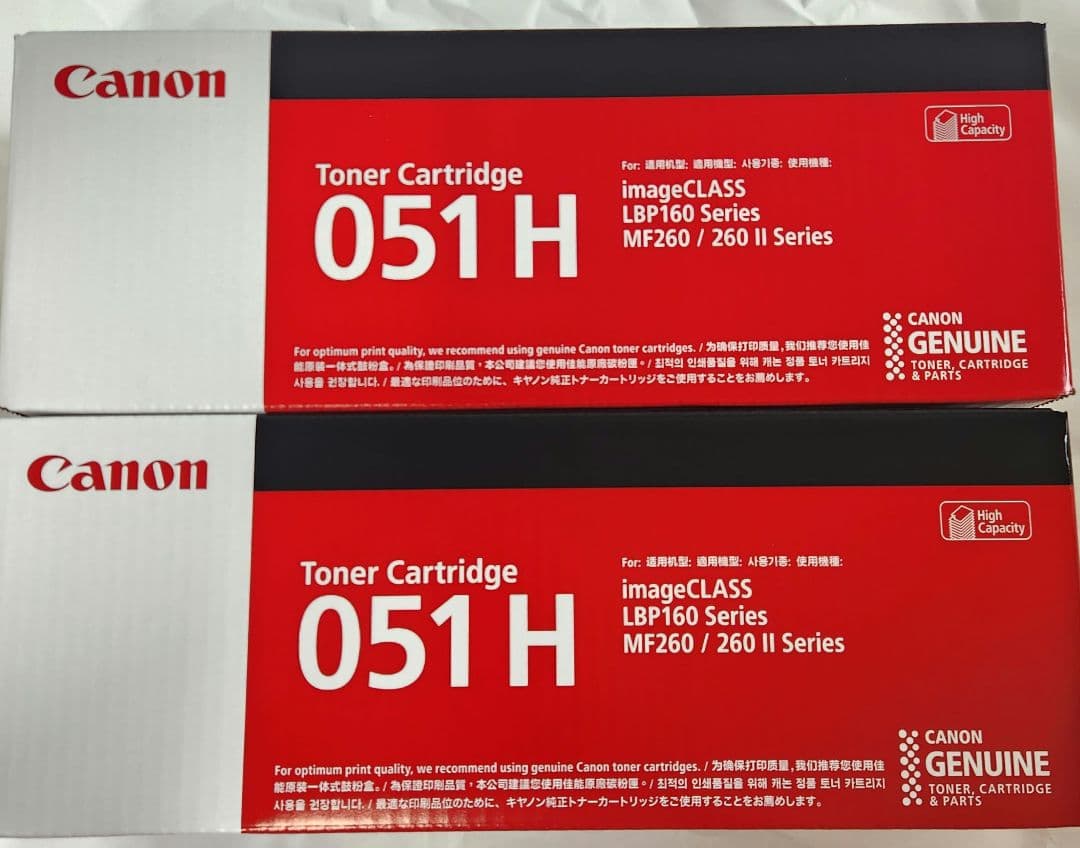 Canon
High
Capacity
Toner Cartridge
051 H
For: 适用机型: 適用機型: 사용기종: 使用機種:
imageCLASS
LBP160 Series
MF260 / 260 II Series
For optimum print quality, we recommend using genuine Canon toner cartridges. / 为确保打印质量,我们推荐您使用佳
能原装一体式鼓粉盒。/ 為保證印刷品質，本公司建議您使用佳能原廠碳粉匣。/ 최적의 인쇄품질을 위해 캐논 정품 토너 카트리지
사용을 권장합니다. / 最適な印刷品位のために、キヤノン純正トナーカートリッジをご使用することをお薦めします。
CANON
GENUINE
TONER, CARTRIDGE
& PARTS
Canon
High
Capacity
Toner Cartridge
051 H
For: 适用机型: 適用機型: 사용기종: 使用機種:
imageCLASS
LBP160 Series
MF260 / 260 II Series
For optimum print quality, we recommend using genuine Canon toner cartridges. / 为确保打印质量,我们推荐您使用佳
能原装一体式鼓粉盒。/ 為保證印刷品質，本公司建議您使用佳能原廠碳粉匣。/ 최적의 인쇄품질을 위해 캐논 정품 토너 카트리지
사용을 권장합니다. / 最適な印刷品位のために、キヤノン純正トナーカートリッジをご使用することをお薦めします。
CANON
GENUINE
TONER, CARTRIDGE
& PARTS